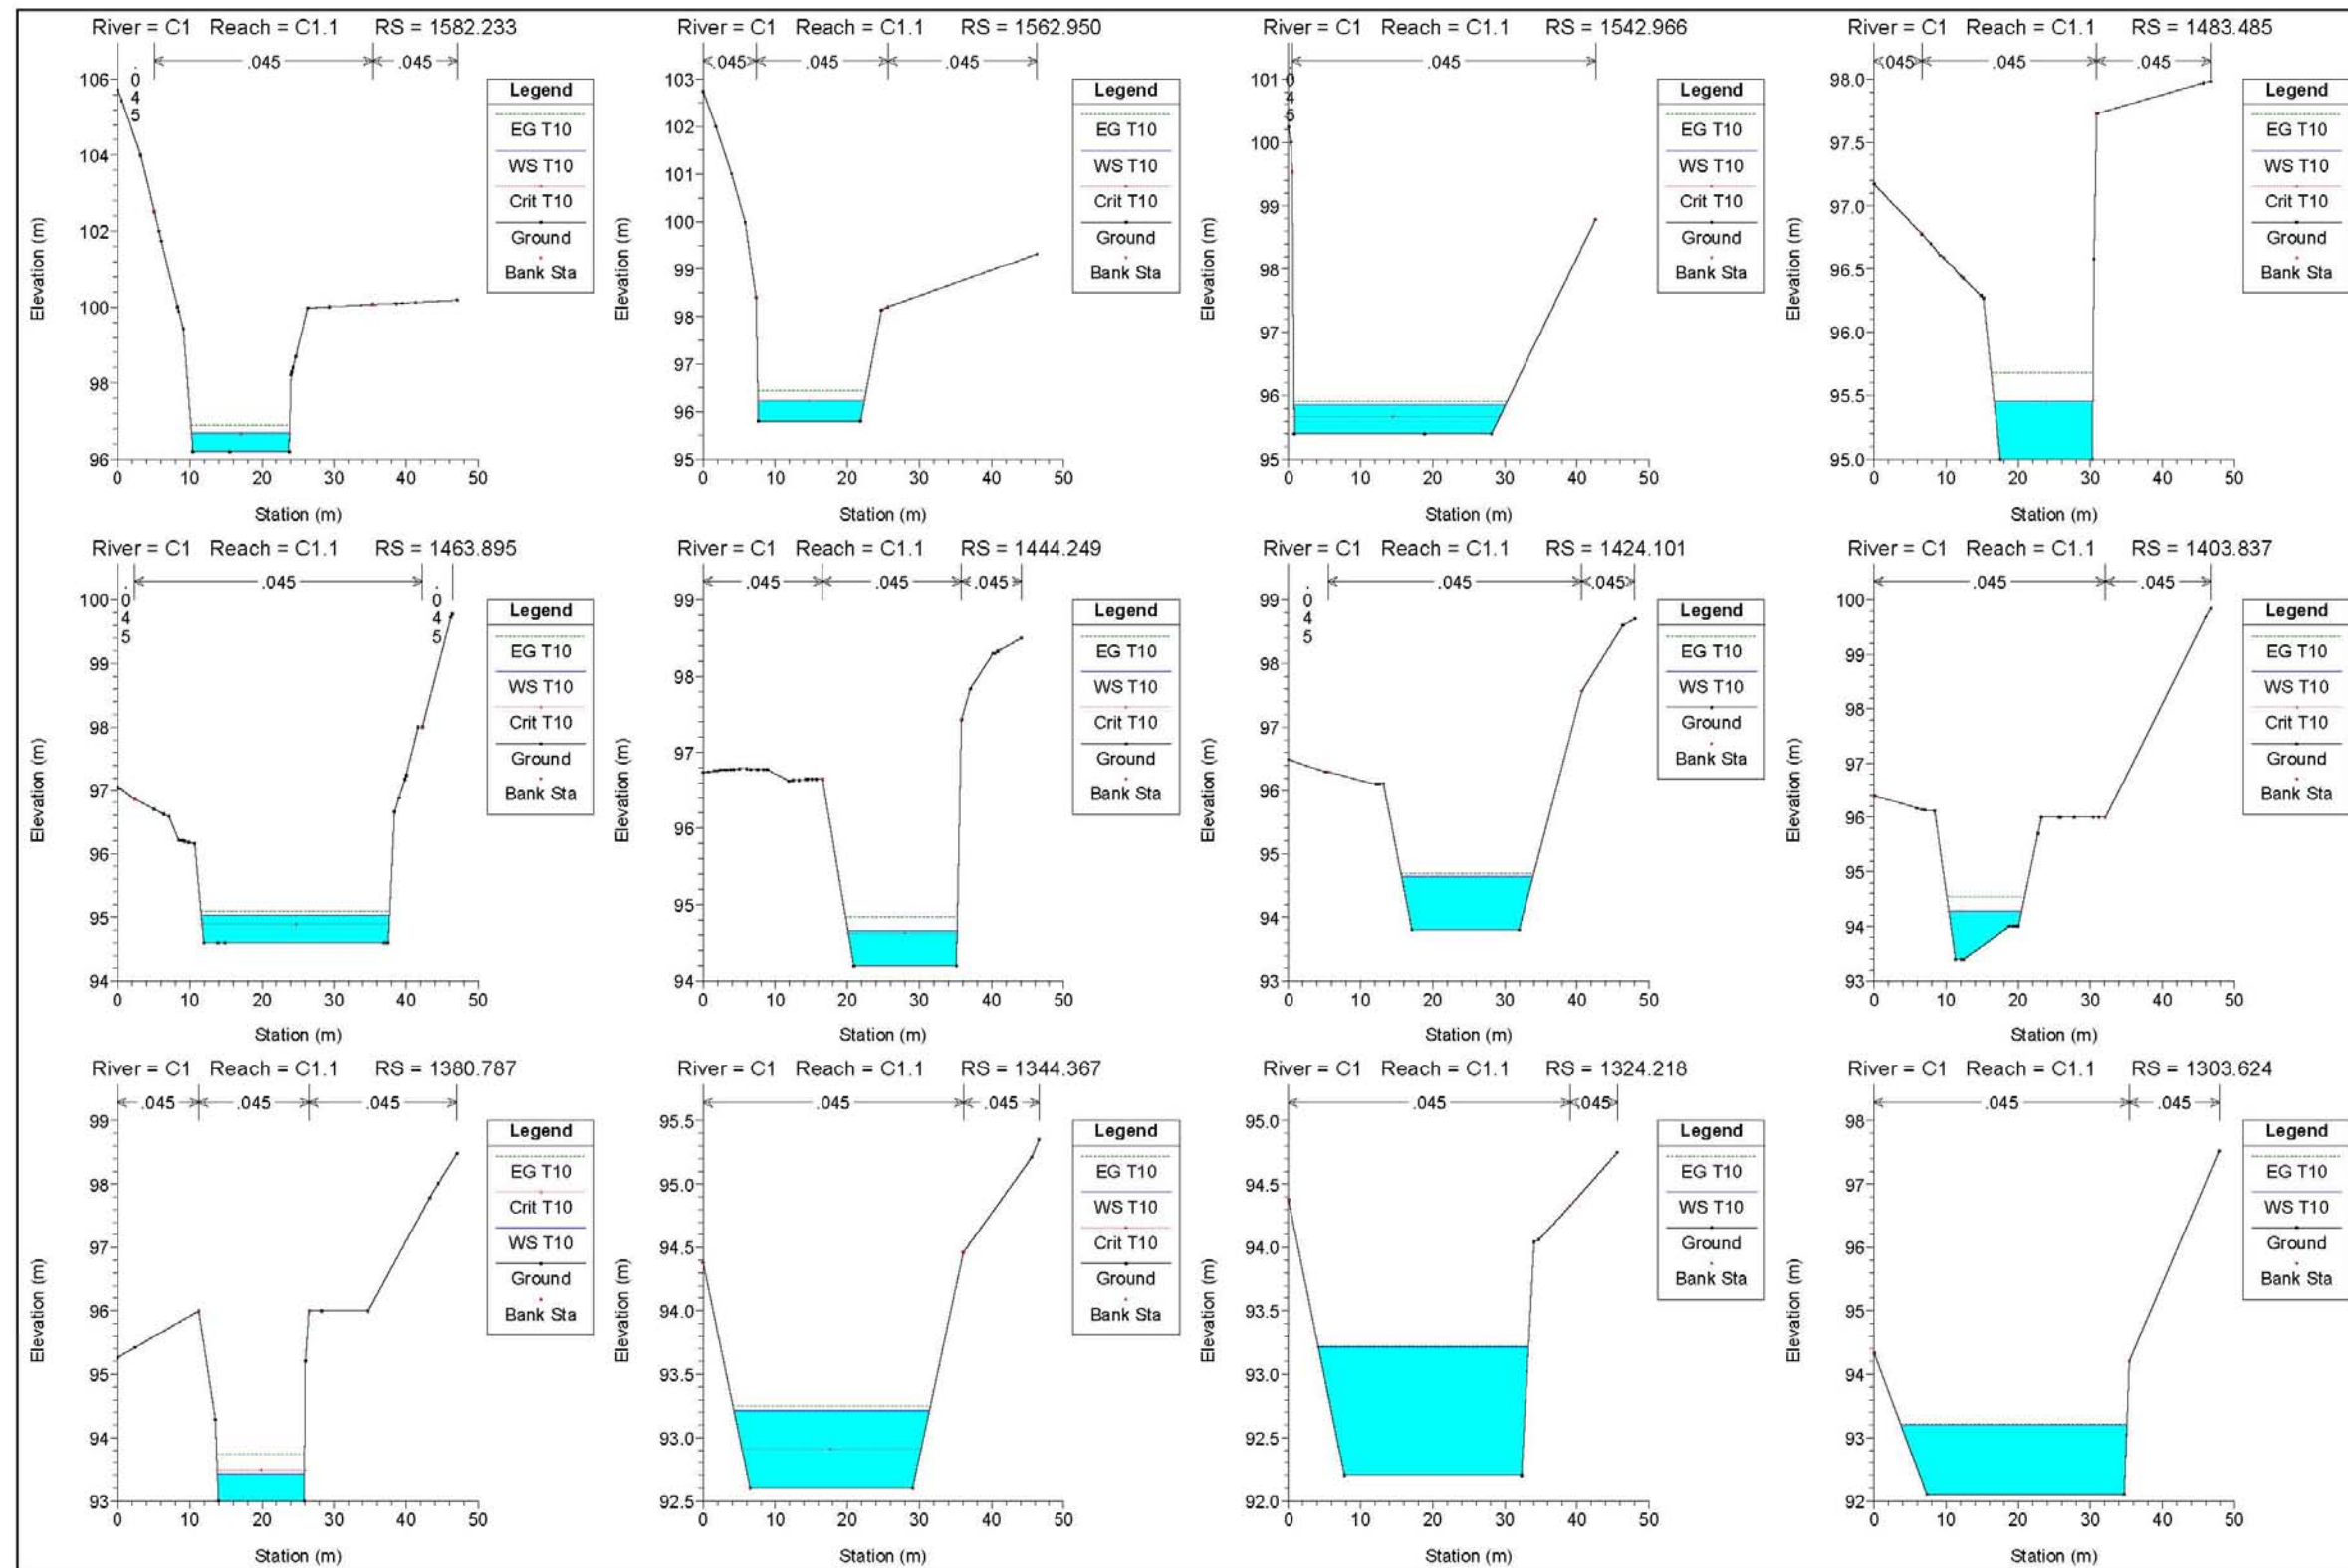 River = C1 Reach = C1.1 RS = 1582.233
.045 .045 .045
106
104
102
100
98
96
Elevation (m)
0 10 20 30 40 50
Station (m)
Legend
EG T10
WS T10
Crit T10
Ground
Bank Sta
River = C1 Reach = C1.1 RS = 1562.950
.045 .045 .045
103
102
101
100
99
98
97
96
95
Elevation (m)
0 10 20 30 40 50
Station (m)
Legend
EG T10
WS T10
Crit T10
Ground
Bank Sta
River = C1 Reach = C1.1 RS = 1542.966
.045 .045
101
100
99
98
97
96
95
Elevation (m)
0 10 20 30 40 50
Station (m)
Legend
EG T10
WS T10
Crit T10
Ground
Bank Sta
River = C1 Reach = C1.1 RS = 1483.485
.045 .045 .045
98.0
97.5
97.0
96.5
96.0
95.5
95.0
Elevation (m)
0 10 20 30 40 50
Station (m)
Legend
EG T10
WS T10
Crit T10
Ground
Bank Sta
River = C1 Reach = C1.1 RS = 1463.895
.045 .045 .045
100
99
98
97
96
95
94
Elevation (m)
0 10 20 30 40 50
Station (m)
Legend
EG T10
WS T10
Crit T10
Ground
Bank Sta
River = C1 Reach = C1.1 RS = 1444.249
.045 .045 .045
99
98
97
96
95
94
Elevation (m)
0 10 20 30 40 50
Station (m)
Legend
EG T10
WS T10
Crit T10
Ground
Bank Sta
River = C1 Reach = C1.1 RS = 1424.101
.045 .045 .045
99
98
97
96
95
94
93
Elevation (m)
0 10 20 30 40 50
Station (m)
Legend
EG T10
WS T10
Ground
Bank Sta
River = C1 Reach = C1.1 RS = 1403.837
.045 .045
100
99
98
97
96
95
94
93
Elevation (m)
0 10 20 30 40 50
Station (m)
Legend
EG T10
WS T10
Crit T10
Ground
Bank Sta
River = C1 Reach = C1.1 RS = 1380.787
.045 .045 .045
99
98
97
96
95
94
93
Elevation (m)
0 10 20 30 40 50
Station (m)
Legend
EG T10
Crit T10
WS T10
Ground
Bank Sta
River = C1 Reach = C1.1 RS = 1344.367
.045 .045
95.5
95.0
94.5
94.0
93.5
93.0
92.5
Elevation (m)
0 10 20 30 40 50
Station (m)
Legend
EG T10
WS T10
Crit T10
Ground
Bank Sta
River = C1 Reach = C1.1 RS = 1324.218
.045 .045
95.0
94.5
94.0
93.5
93.0
92.5
92.0
Elevation (m)
0 10 20 30 40 50
Station (m)
Legend
EG T10
WS T10
Ground
Bank Sta
River = C1 Reach = C1.1 RS = 1303.624
.045 .045
98
97
96
95
94
93
92
Elevation (m)
0 10 20 30 40 50
Station (m)
Legend
EG T10
WS T10
Ground
Bank Sta